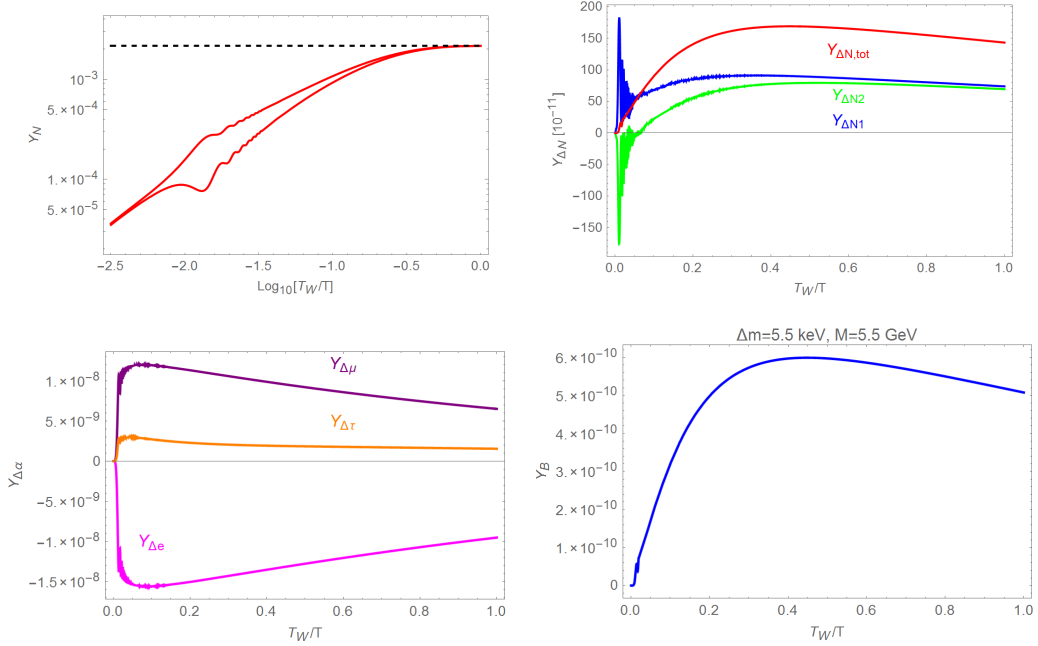 Y_N
10⁻³
5.×10⁻⁴
1.×10⁻⁴
5.×10⁻⁵
−2.5 −2.0 −1.5 −1.0 −0.5 0.0
Log₁₀[T_W/T]
Y_ΔN [10⁻¹¹]
200
150
100
50
0
−50
−100
−150
Y_ΔN,tot
Y_ΔN2
Y_ΔN1
0.0 0.2 0.4 0.6 0.8 1.0
T_W/T
Y_Δα
1.×10⁻⁸
5.×10⁻⁹
0
−5.×10⁻⁹
−1.×10⁻⁸
−1.5×10⁻⁸
Y_Δμ
Y_Δτ
Y_Δe
0.0 0.2 0.4 0.6 0.8 1.0
T_W/T
Δm=5.5 keV, M=5.5 GeV
Y_B
6.×10⁻¹⁰
5.×10⁻¹⁰
4.×10⁻¹⁰
3.×10⁻¹⁰
2.×10⁻¹⁰
1.×10⁻¹⁰
0
0.0 0.2 0.4 0.6 0.8 1.0
T_W/T